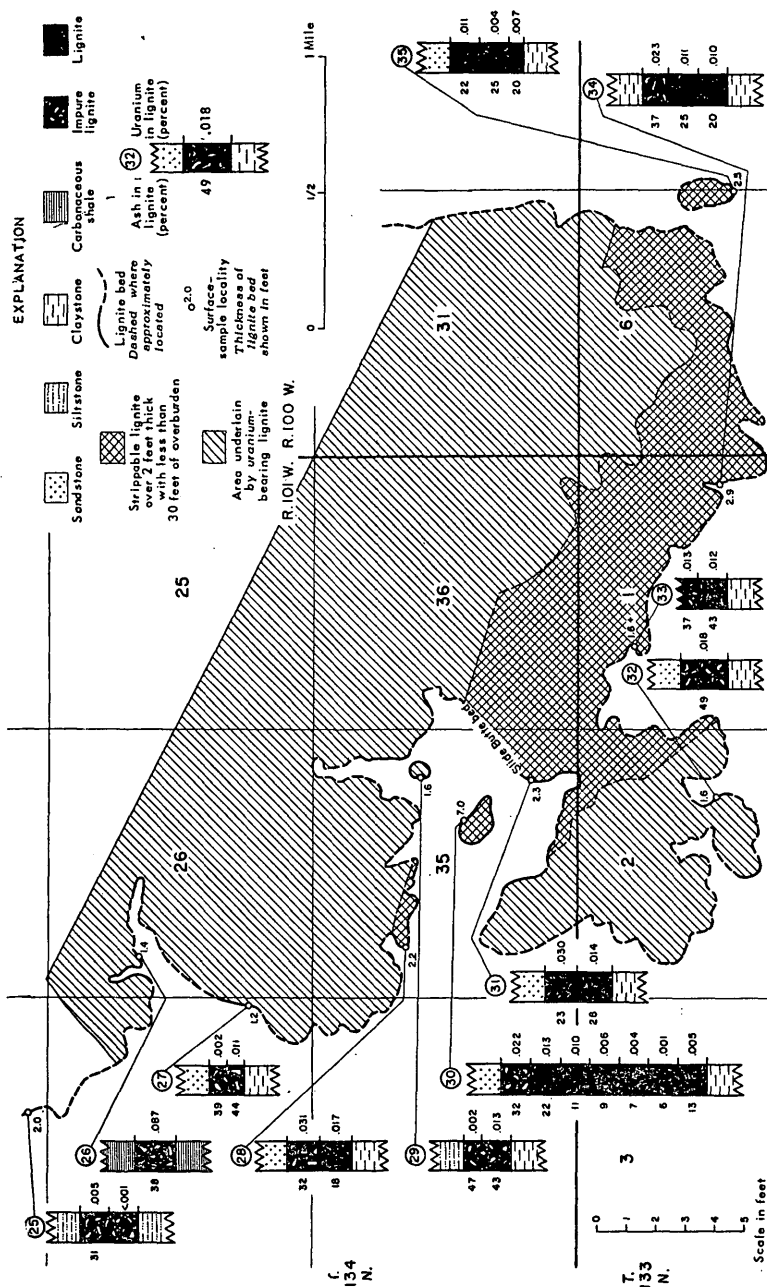 EXPLANATION
Sandstone
Siltstone
Claystone
Carbonaceous
shale
Impure
lignite
Lignite
Strippable lignite
over 2 feet thick
with less than
30 feet of overburden
Lignite bed
Dashed where
approximately
located
Ash in
lignite
(percent)
32
Uranium
in lignite
(percent)
49
.018
Area underlain
by uranium-
bearing lignite
2.0
Surface-
sample locality
Thickness of
lignite bed
shown in feet
0
1/2
1 Mile
R. 101 W. R. 100 W.
25
26
31
36
35
6
1
2
3
T.
134
N.
T.
133
N.
Slide Butte bed
2.0
1.4
1.2
2.2
1.6
7.0
2.3
1.6
1.6+
2.9
2.5
25
31
.005
<.001
26
38
.087
27
39
.002
44
.011
28
32
.031
18
.017
29
47
.002
43
.013
30
32
.022
22
.013
11
.010
9
.006
7
.004
6
.001
13
.005
31
23
.030
28
.014
32
49
.018
33
37
.013
43
.012
34
37
.023
25
.011
20
.010
35
22
.011
25
.004
20
.007
0
1
2
3
4
5
Scale in feet